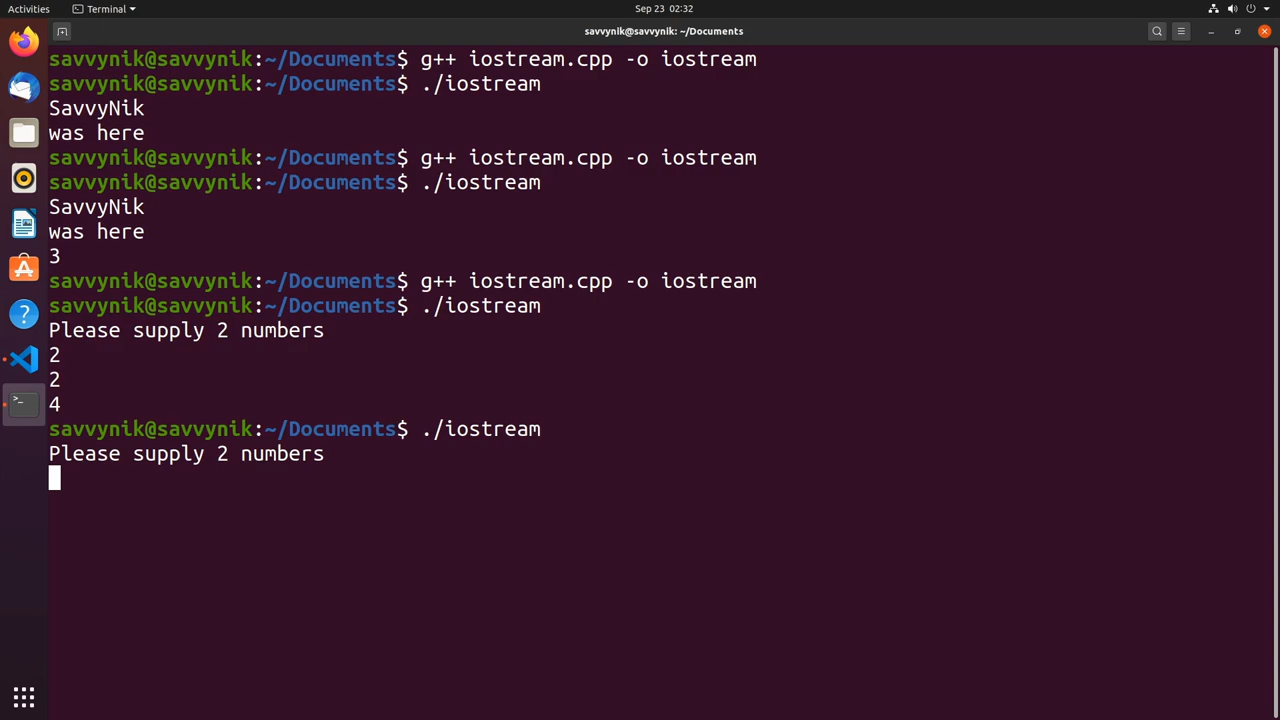 Activities
Terminal
Sep 23 02:32
savvynik@savvynik: ~/Documents
savvynik@savvynik:~/Documents$ g++ iostream.cpp -o iostream
savvynik@savvynik:~/Documents$ ./iostream
SavvyNik
was here
savvynik@savvynik:~/Documents$ g++ iostream.cpp -o iostream
savvynik@savvynik:~/Documents$ ./iostream
SavvyNik
was here
3
savvynik@savvynik:~/Documents$ g++ iostream.cpp -o iostream
savvynik@savvynik:~/Documents$ ./iostream
Please supply 2 numbers
2
2
4
savvynik@savvynik:~/Documents$ ./iostream
Please supply 2 numbers